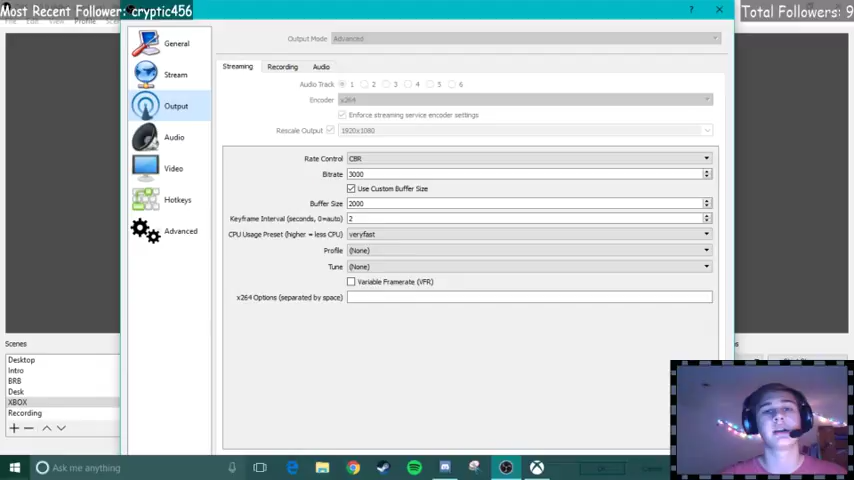 Most Recent Follower: cryptic456
Total Followers: 9
File
Profile
?
General
Stream
Output
Audio
Video
Hotkeys
Advanced
Output Mode Advanced
Streaming Recording Audio
Audio Track 1 2 3 4 5 6
Encoder x264
Enforce streaming service encoder settings
Rescale Output 1920x1080
Rate Control CBR
Bitrate 3000
Use Custom Buffer Size
Buffer Size 2000
Keyframe Interval (seconds, 0=auto) 2
CPU Usage Preset (higher = less CPU) veryfast
Profile (None)
Tune (None)
Variable Framerate (VFR)
x264 Options (separated by space)
Scenes
Desktop
Intro
BRB
Desk
XBOX
Recording
Ask me anything